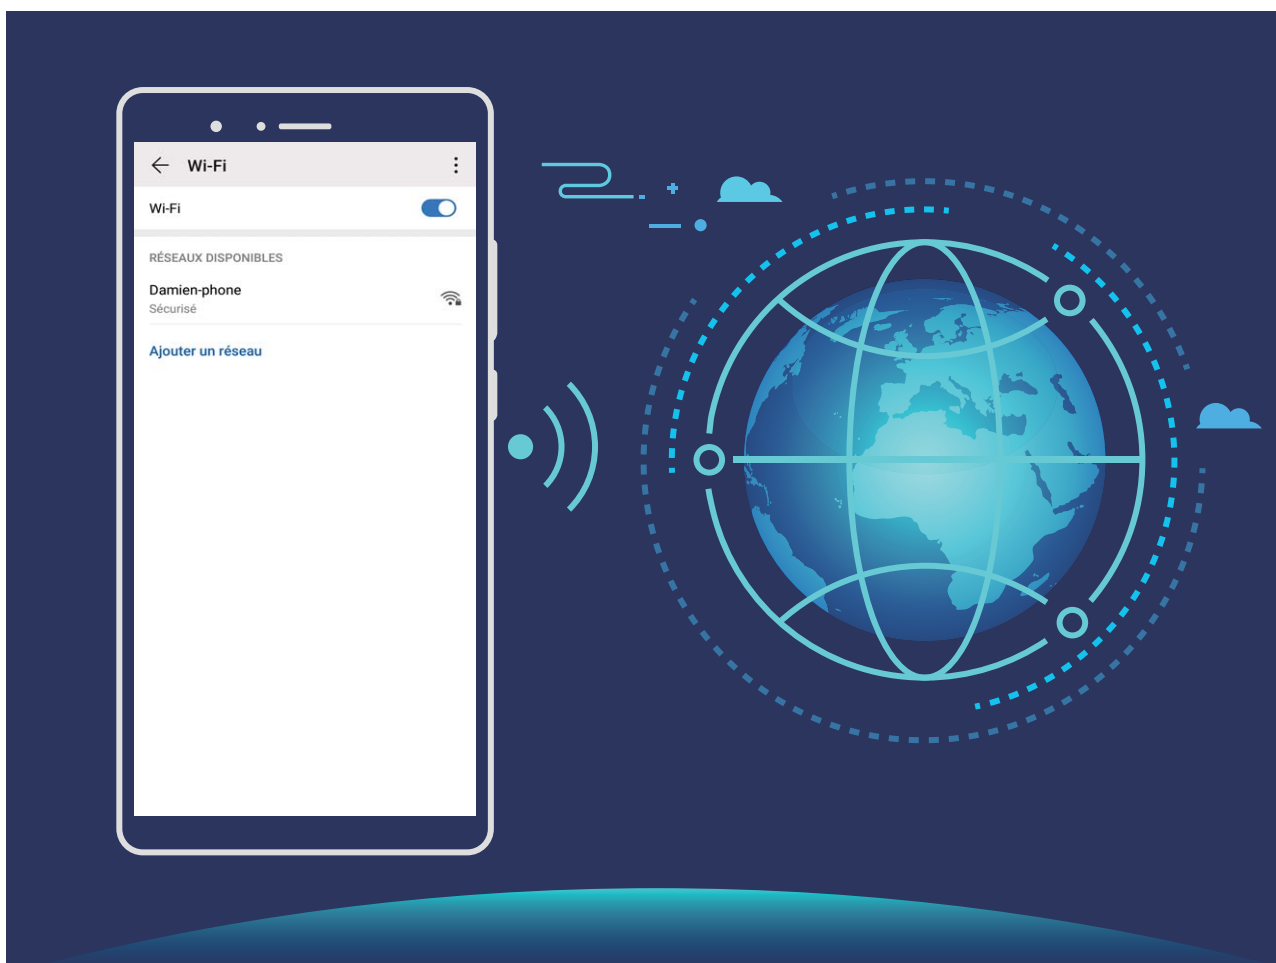 Wi-Fi
Wi-Fi
RÉSEAUX DISPONIBLES
Damien-phone
Sécurisé
Ajouter un réseau